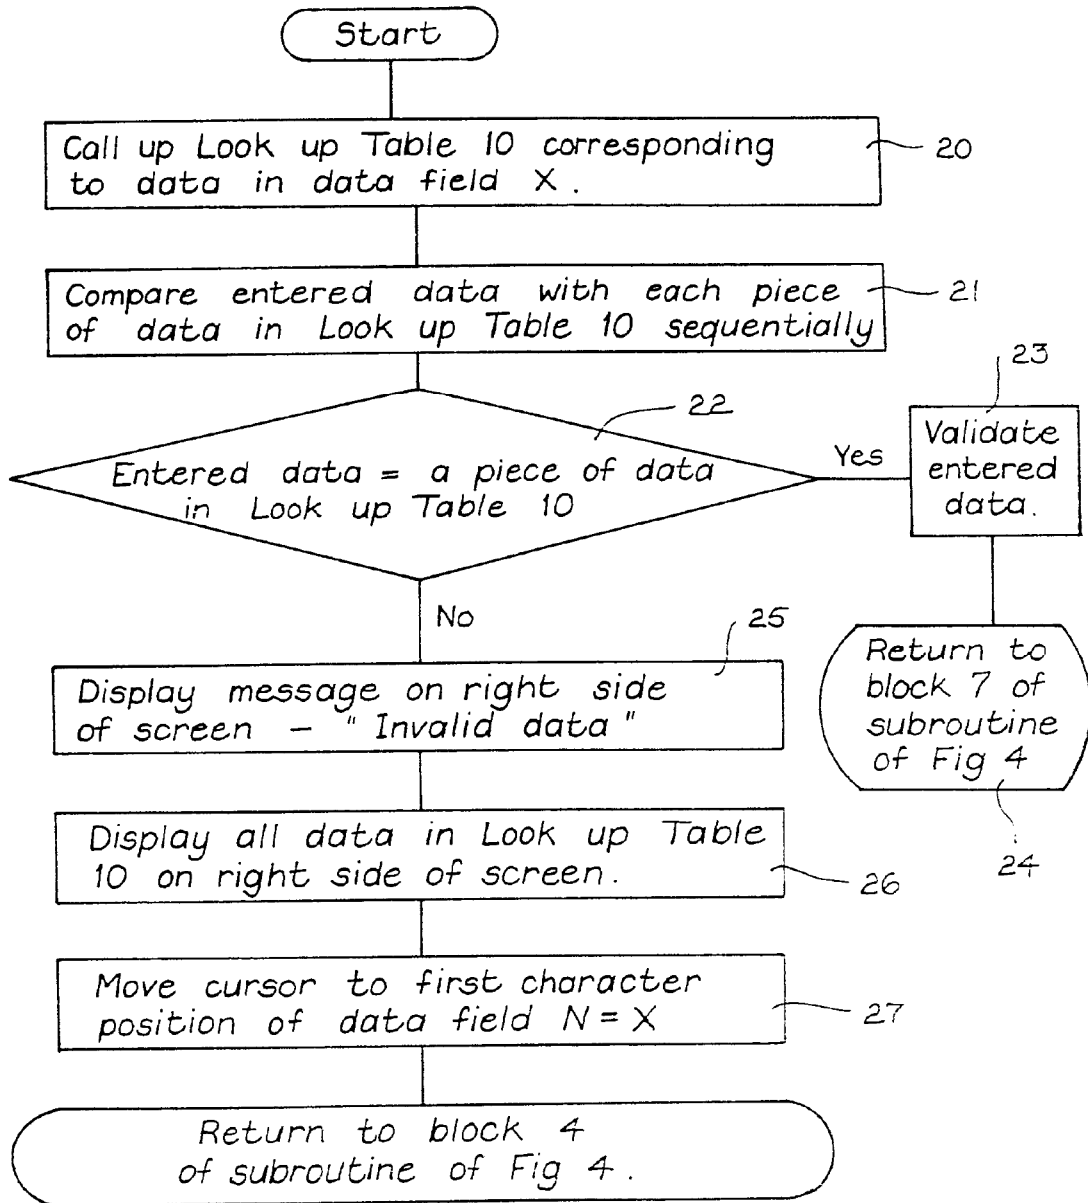 Start
Call up Look up Table 10 corresponding
to data in data field X.
20
Compare entered data with each piece
of data in Look up Table 10 sequentially
21
22
Entered data = a piece of data
in Look up Table 10
Yes
23
Validate
entered
data.
Return to
block 7 of
subroutine
of Fig 4
24
No
25
Display message on right side
of screen – "Invalid data"
Display all data in Look up Table
10 on right side of screen.
26
Move cursor to first character
position of data field N = X
27
Return to block 4
of subroutine of Fig 4.